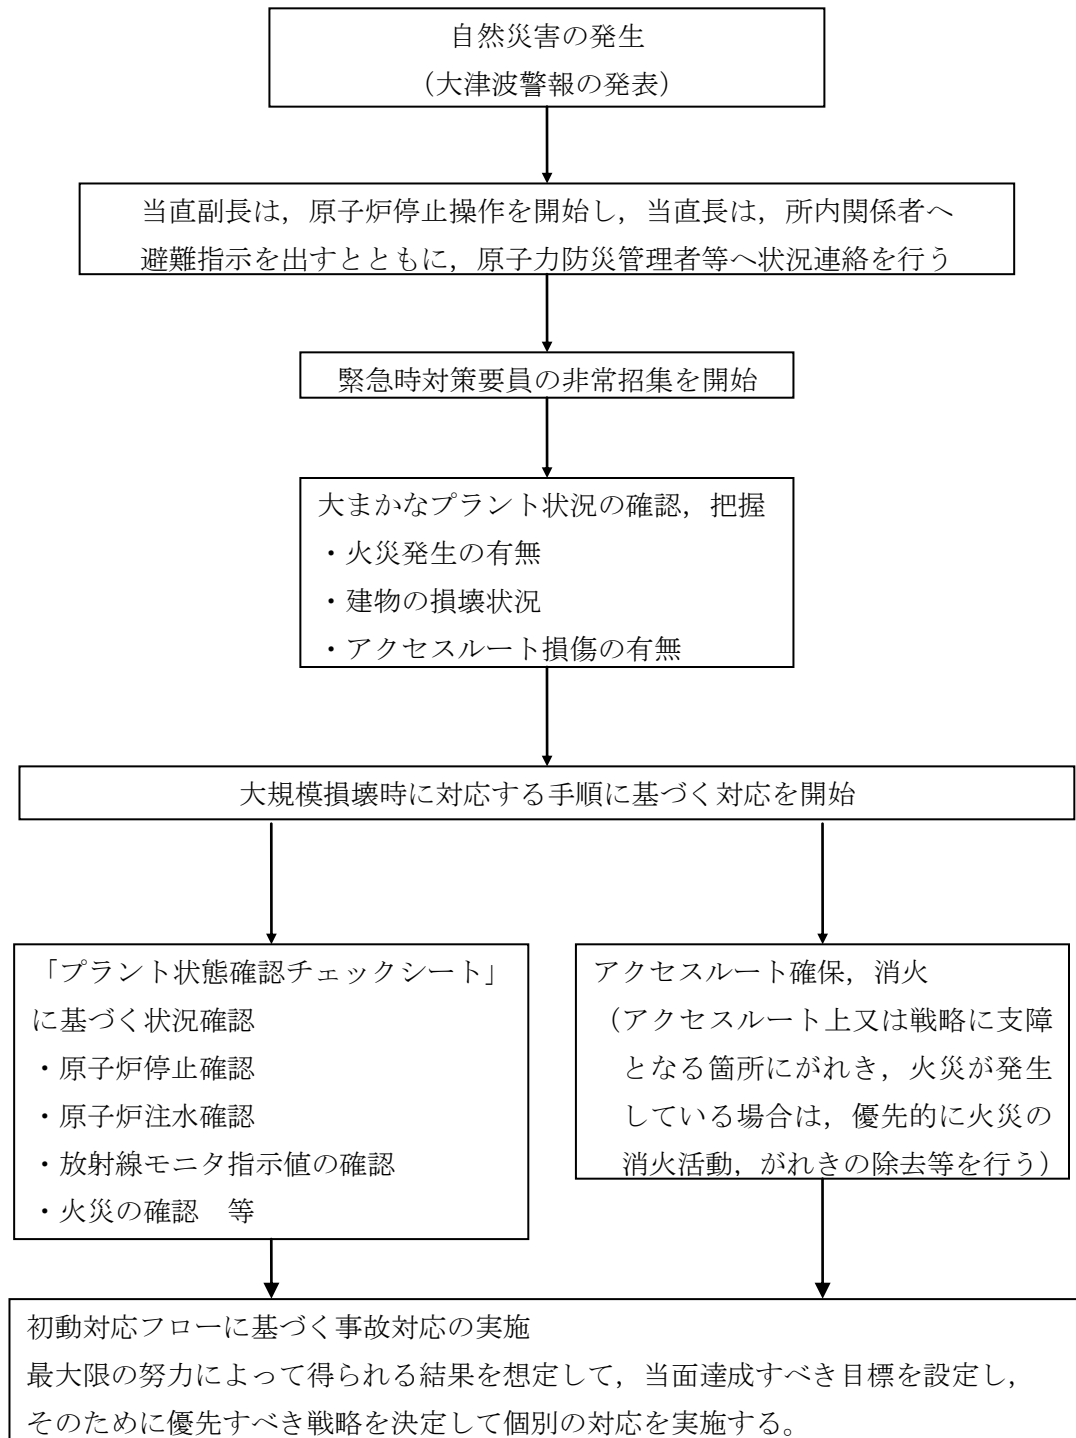 自然災害の発生
（大津波警報の発表）
当直副長は，原子炉停止操作を開始し，当直長は，所内関係者へ
避難指示を出すとともに，原子力防災管理者等へ状況連絡を行う
緊急時対策要員の非常招集を開始
大まかなプラント状況の確認，把握
・火災発生の有無
・建物の損壊状況
・アクセスルート損傷の有無
大規模損壊時に対応する手順に基づく対応を開始
「プラント状態確認チェックシート」
に基づく状況確認
・原子炉停止確認
・原子炉注水確認
・放射線モニタ指示値の確認
・火災の確認　等
アクセスルート確保，消火
（アクセスルート上又は戦略に支障
となる箇所にがれき，火災が発生
している場合は，優先的に火災の
消火活動，がれきの除去等を行う）
初動対応フローに基づく事故対応の実施
最大限の努力によって得られる結果を想定して，当面達成すべき目標を設定し，
そのために優先すべき戦略を決定して個別の対応を実施する。